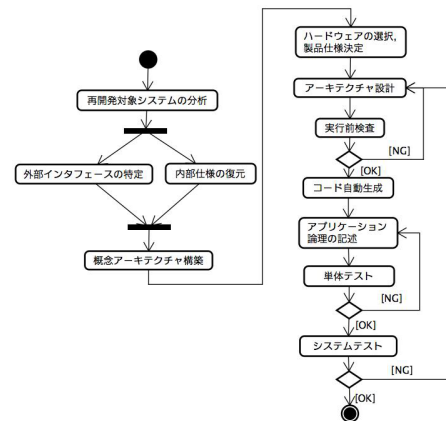 再開発対象システムの分析
外部インタフェースの特定
内部仕様の復元
概念アーキテクチャ構築
ハードウェアの選択,
製品仕様決定
アーキテクチャ設計
実行前検査
[NG]
[OK]
コード自動生成
アプリケーション
論理の記述
単体テスト
[NG]
[OK]
システムテスト
[NG]
[OK]